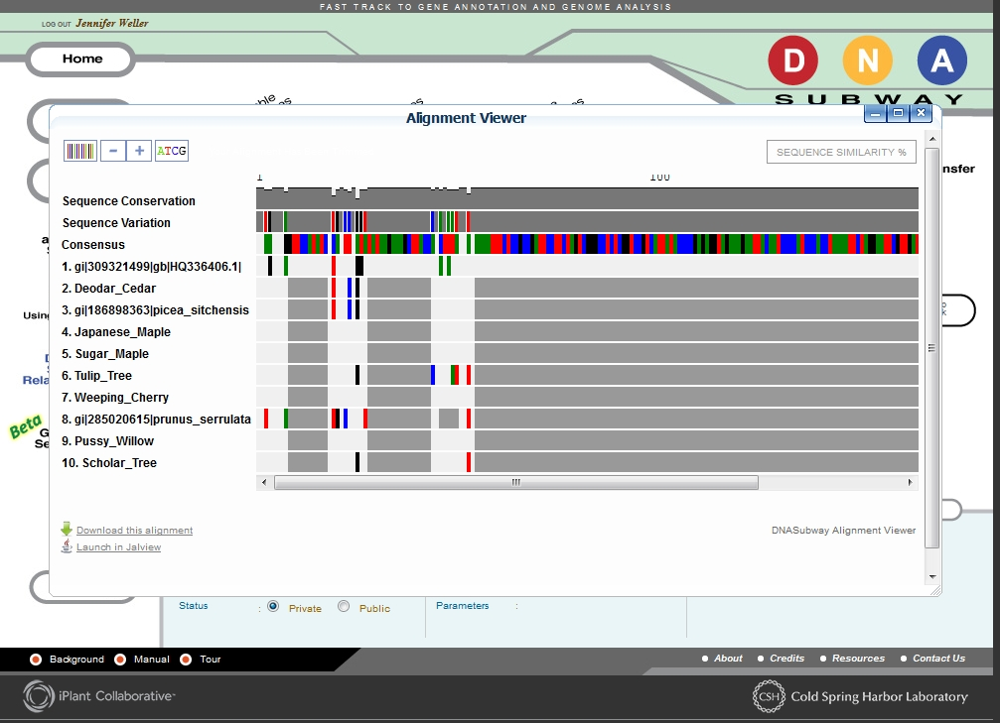 FAST TRACK TO GENE ANNOTATION AND GENOME ANALYSIS
LOG OUT Jennifer Weller
Home
D N A
SUBWAY
Alignment Viewer
ATCG
SEQUENCE SIMILARITY %
1 100
Sequence Conservation
Sequence Variation
Consensus
1. gi|309321499|gb|HQ336406.1|
2. Deodar_Cedar
3. gi|186898363|picea_sitchensis
4. Japanese_Maple
5. Sugar_Maple
6. Tulip_Tree
7. Weeping_Cherry
8. gi|285020615|prunus_serrulata
9. Pussy_Willow
10. Scholar_Tree
Beta
Download this alignment
DNASubway Alignment Viewer
Launch in Jalview
Status : Private Public Parameters :
Background Manual Tour About Credits Resources Contact Us
iPlant Collaborative™
CSH Cold Spring Harbor Laboratory